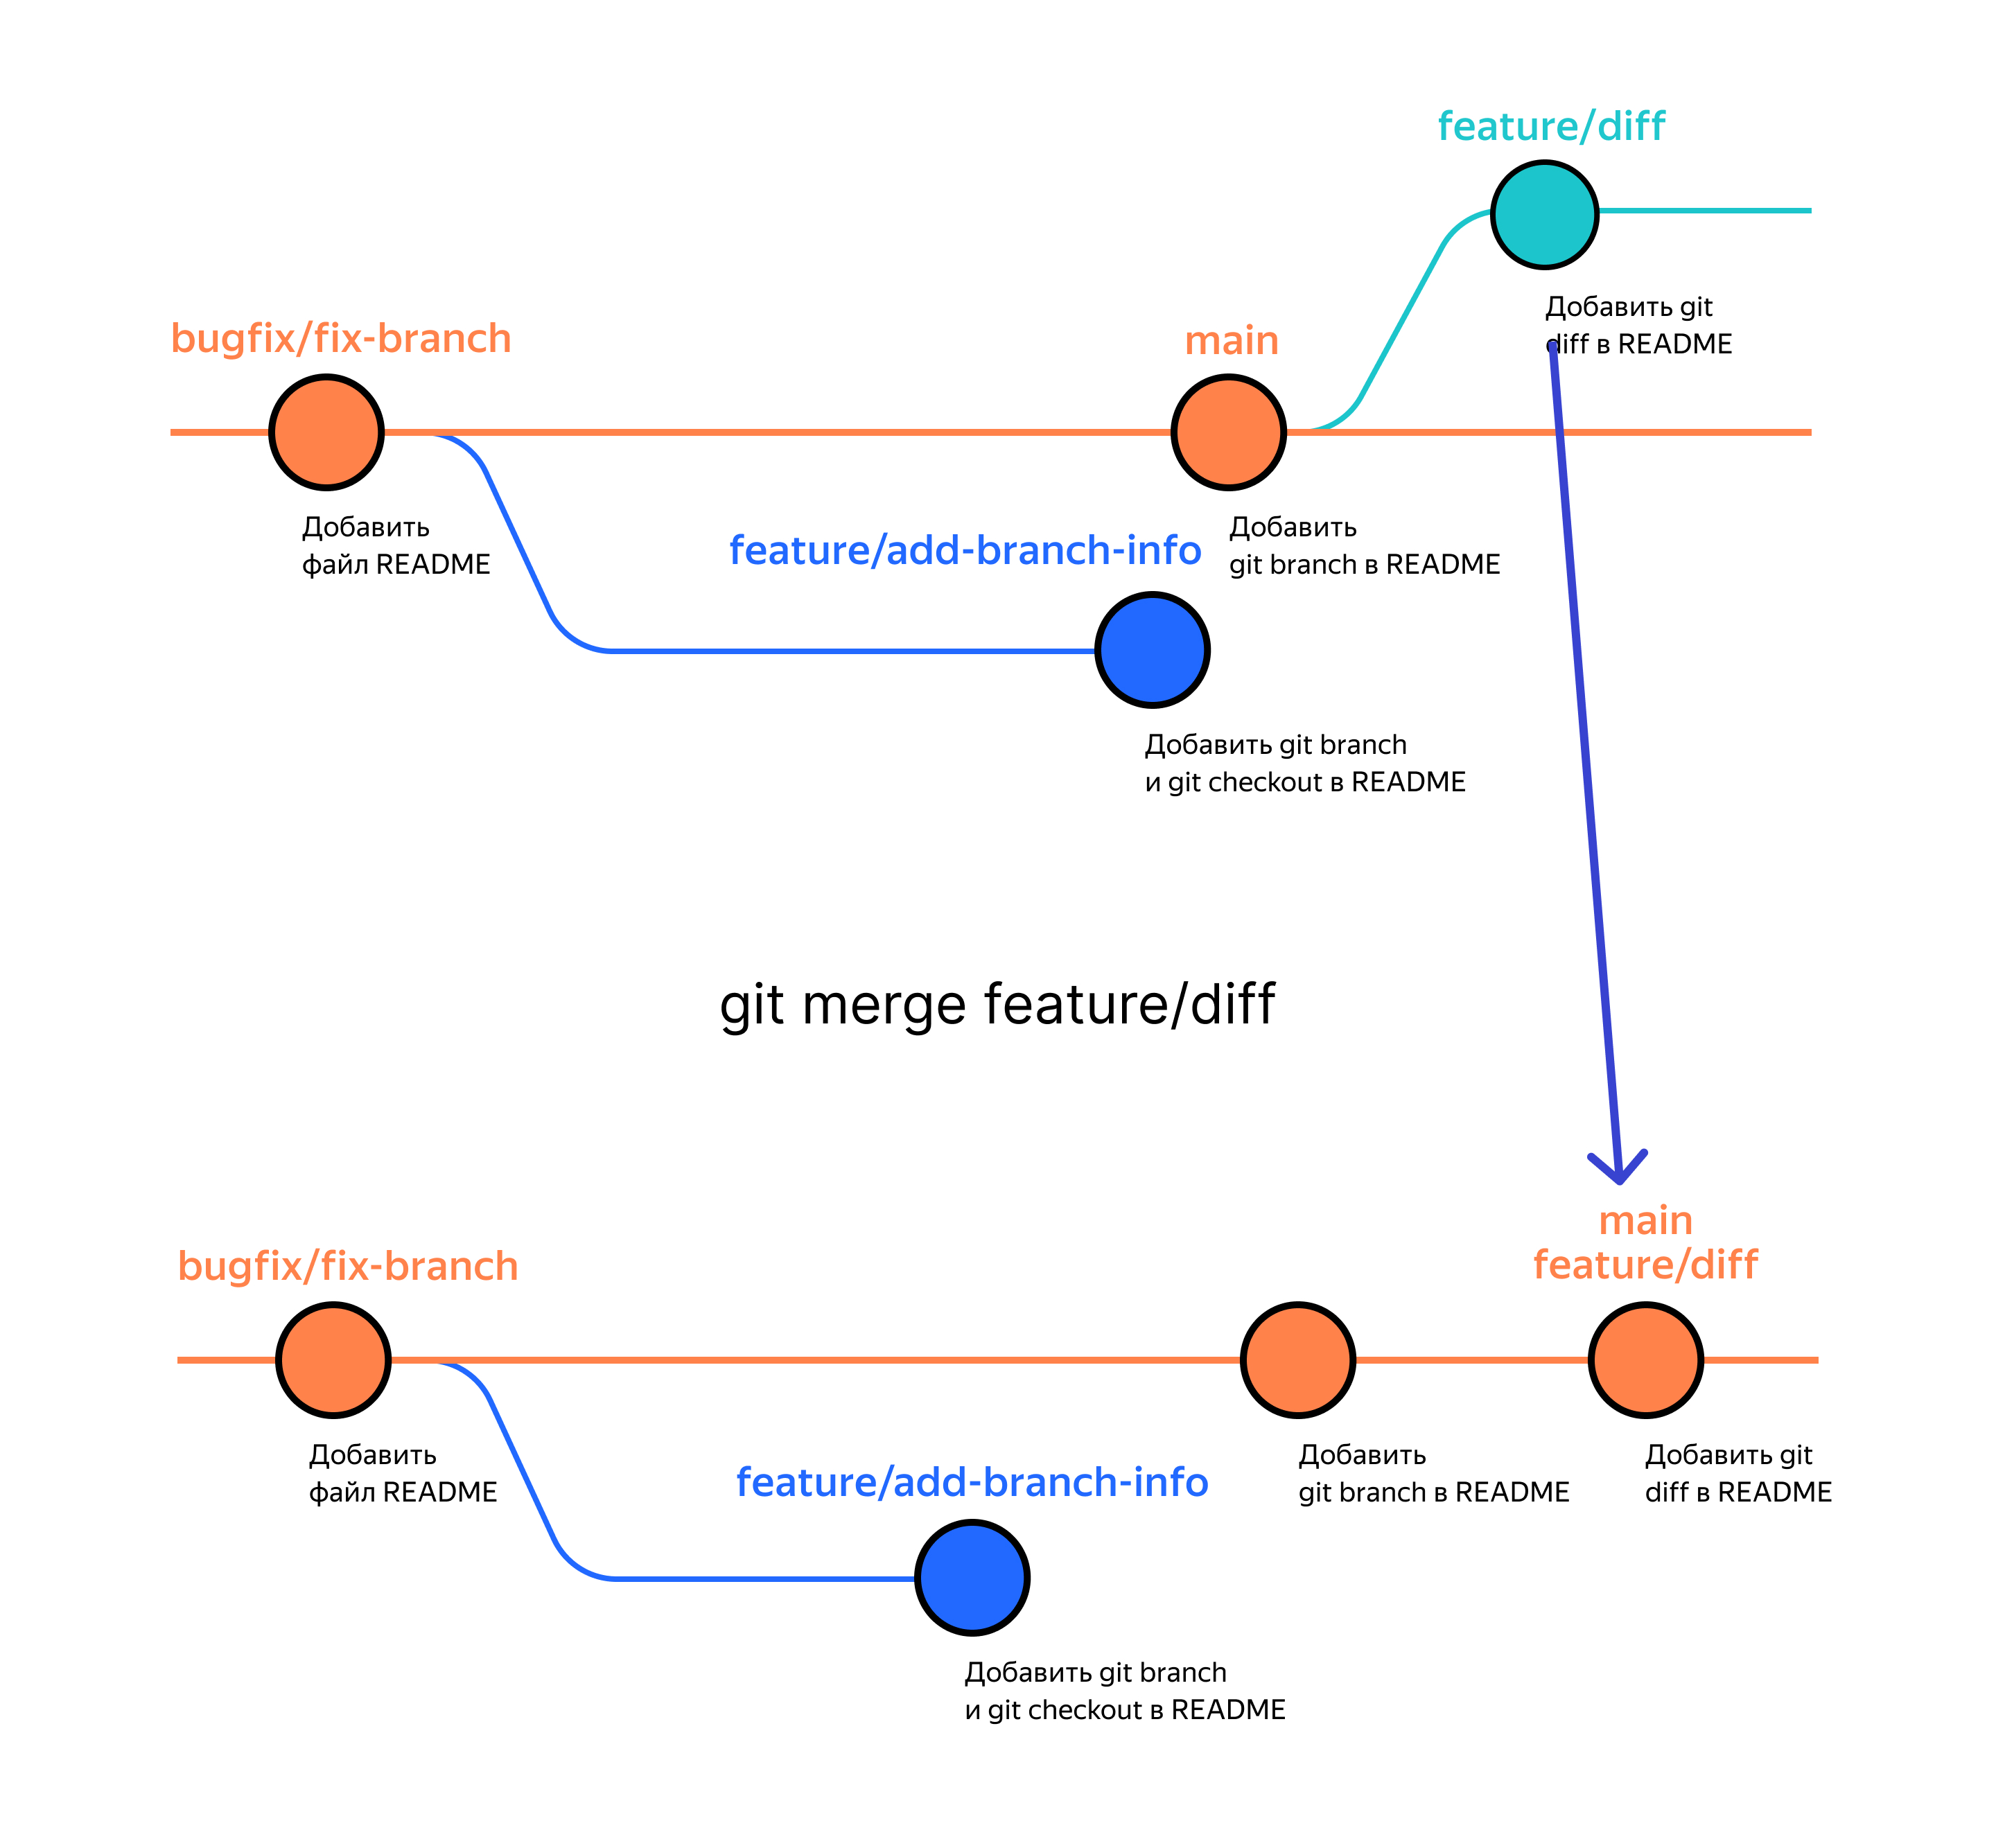 feature/diff
Добавить git
diff в README
bugfix/fix-branch
main
Добавить
файл README
feature/add-branch-info
Добавить
git branch в README
Добавить git branch
и git checkout в README
git merge feature/diff
main
feature/diff
bugfix/fix-branch
Добавить
файл README
feature/add-branch-info
Добавить
git branch в README
Добавить git
diff в README
Добавить git branch
и git checkout в README